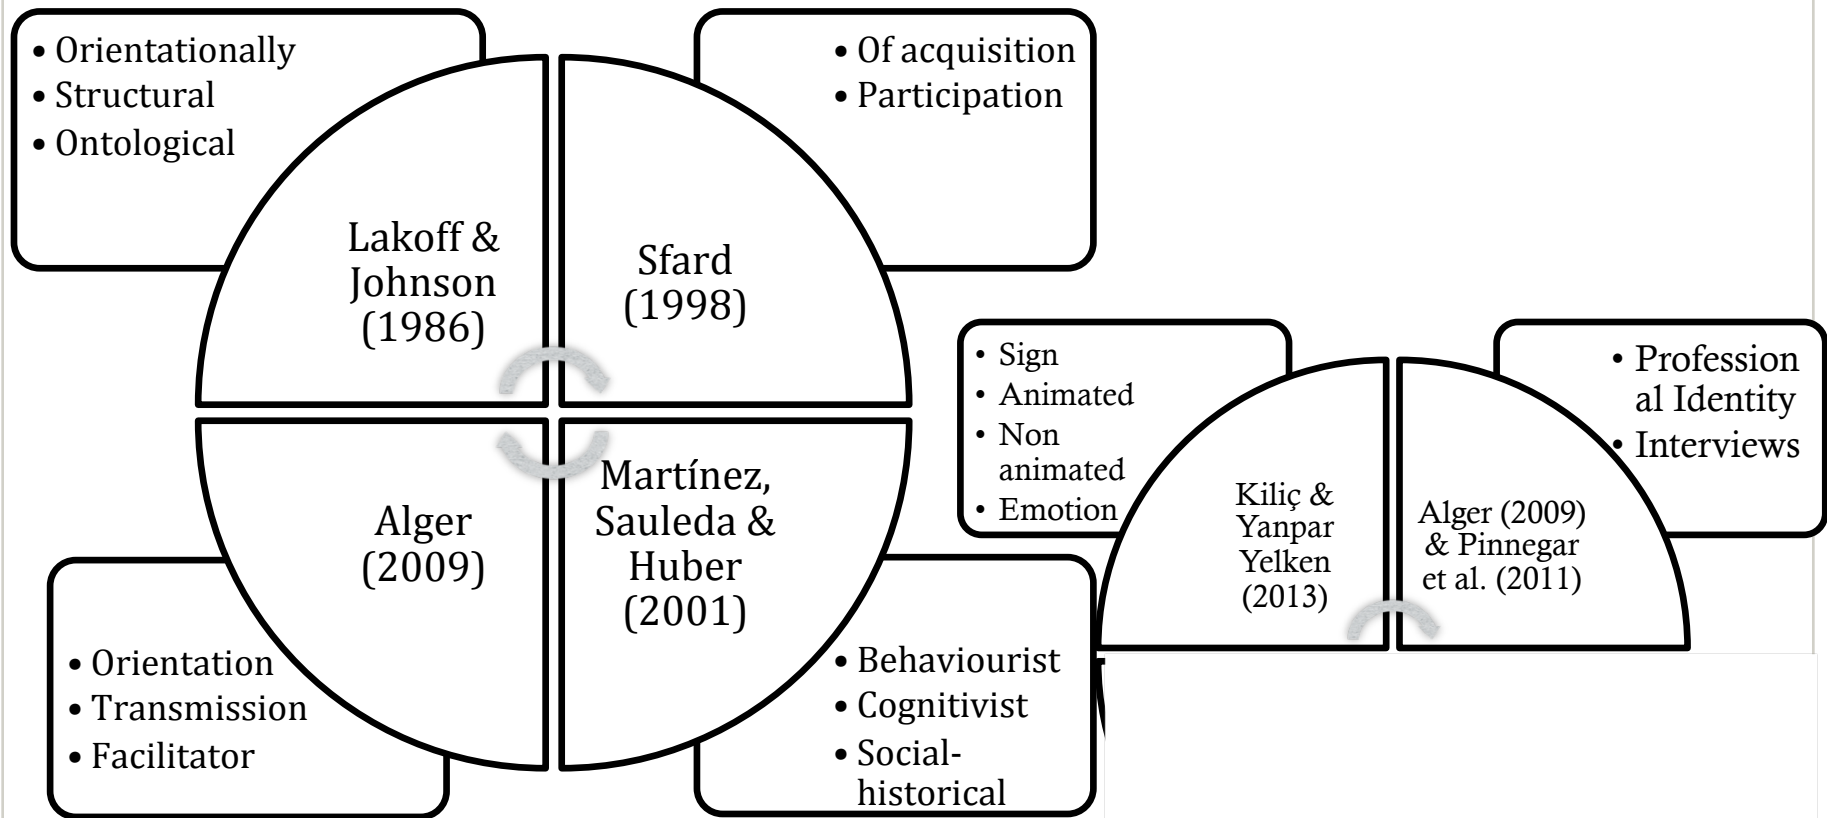 • Orientationally
• Structural
• Ontological
• Of acquisition
• Participation
Lakoff &
Johnson
(1986)
Sfard
(1998)
Alger
(2009)
Martínez,
Sauleda &
Huber
(2001)
• Orientation
• Transmission
• Facilitator
• Behaviourist
• Cognitivist
• Social-
historical
• Sign
• Animated
• Non
animated
• Emotion
• Profession
al Identity
• Interviews
Kiliç &
Yanpar
Yelken
(2013)
Alger (2009)
& Pinnegar
et al. (2011)